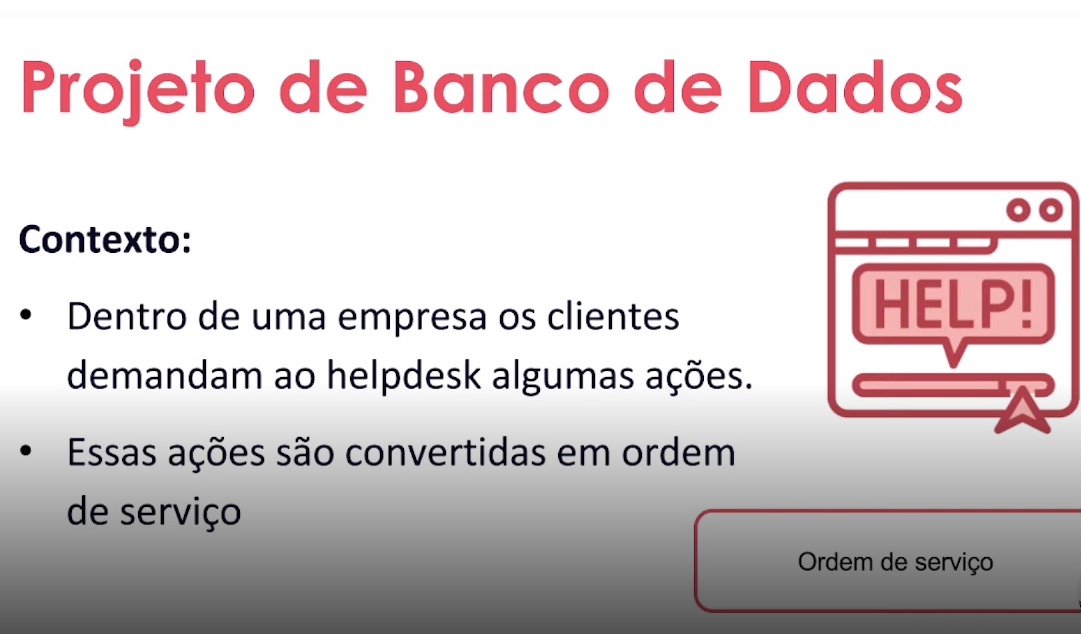 Projeto de Banco de Dados
Contexto:
• Dentro de uma empresa os clientes
demandam ao helpdesk algumas ações.
• Essas ações são convertidas em ordem
de serviço
HELP!
Ordem de serviço